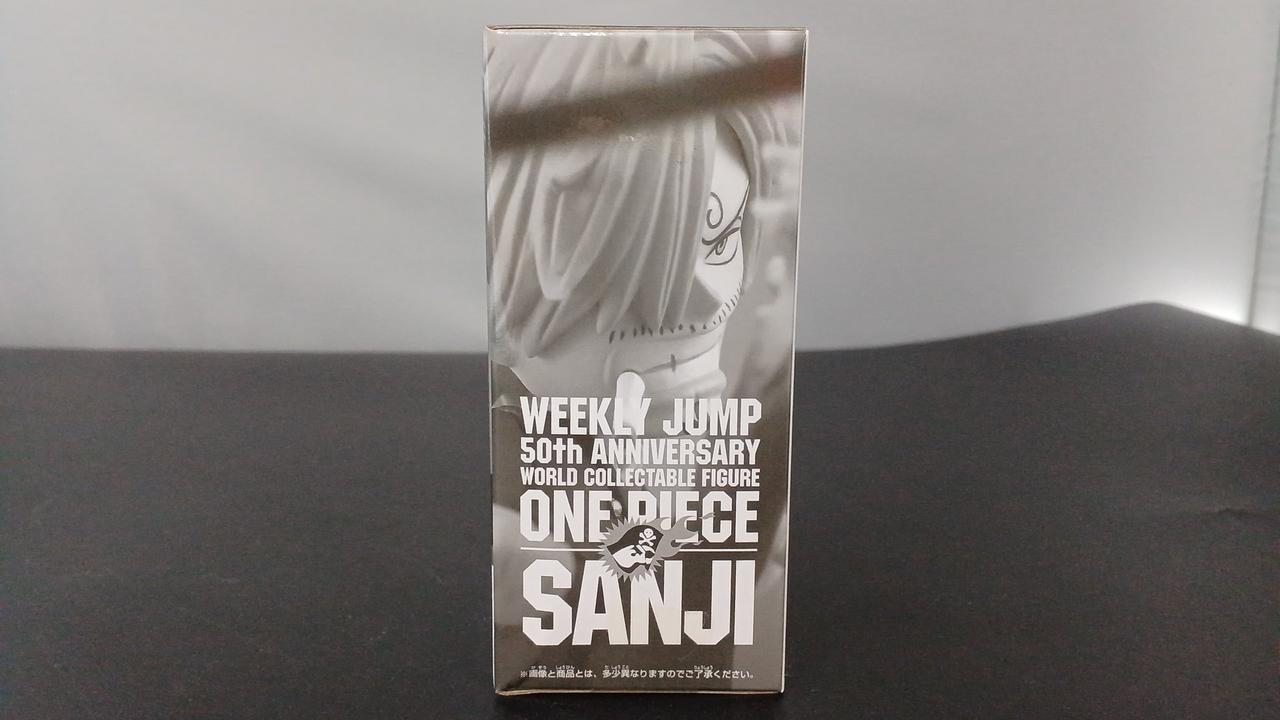 WEEKLY JUMP
50th ANNIVERSARY
WORLD COLLECTABLE FIGURE
ONE PIECE
SANJI
※画像と商品とは、多少異なりますのでご了承ください。